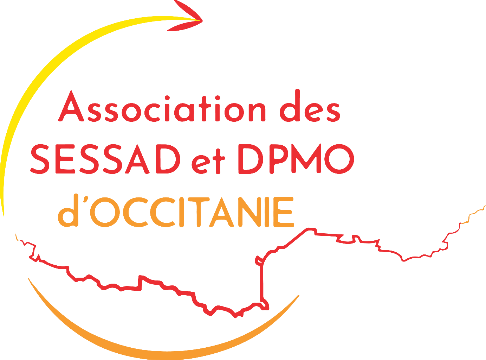 Association des
SESSAD et DPMO
d'OCCITANIE